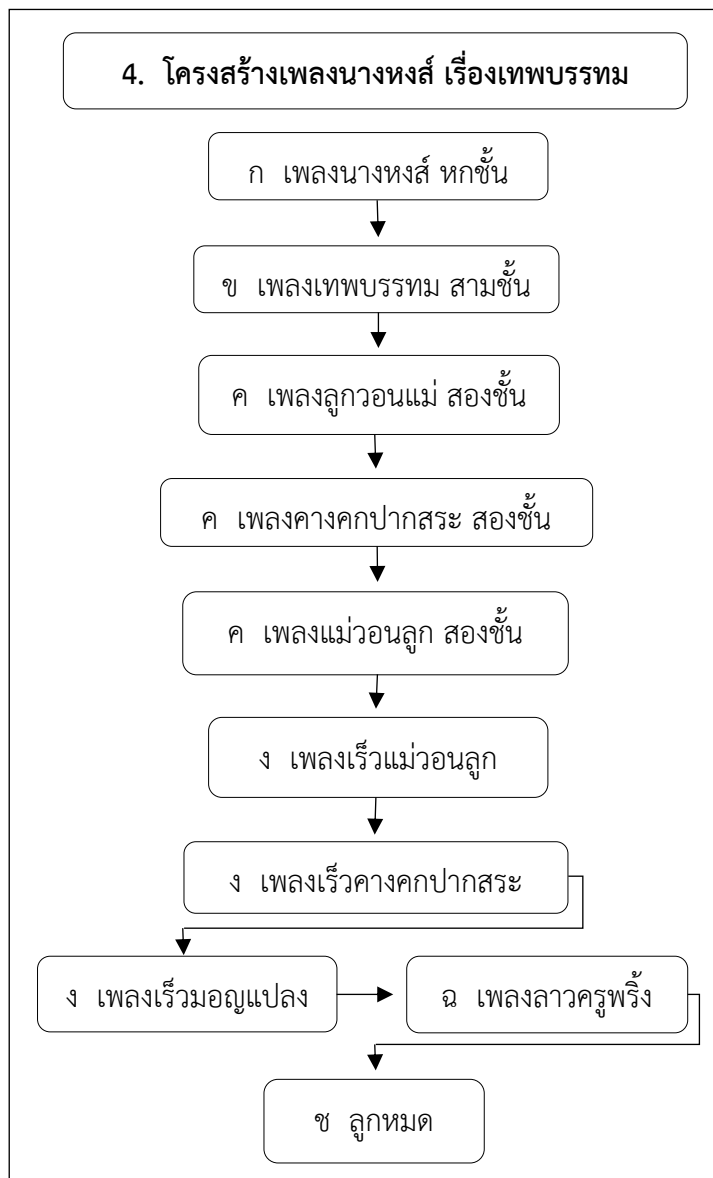 4. โครงสร้างเพลงนางหงส์ เรื่องเทพบรรทม
ก เพลงนางหงส์ หกชั้น
ข เพลงเทพบรรทม สามชั้น
ค เพลงลูกวอนแม่ สองชั้น
ค เพลงคางคกปากสระ สองชั้น
ค เพลงแม่วอนลูก สองชั้น
ง เพลงเร็วแม่วอนลูก
ง เพลงเร็วคางคกปากสระ
ง เพลงเร็วมอญแปลง
ฉ เพลงลาวครูพริ้ง
ช ลูกหมด